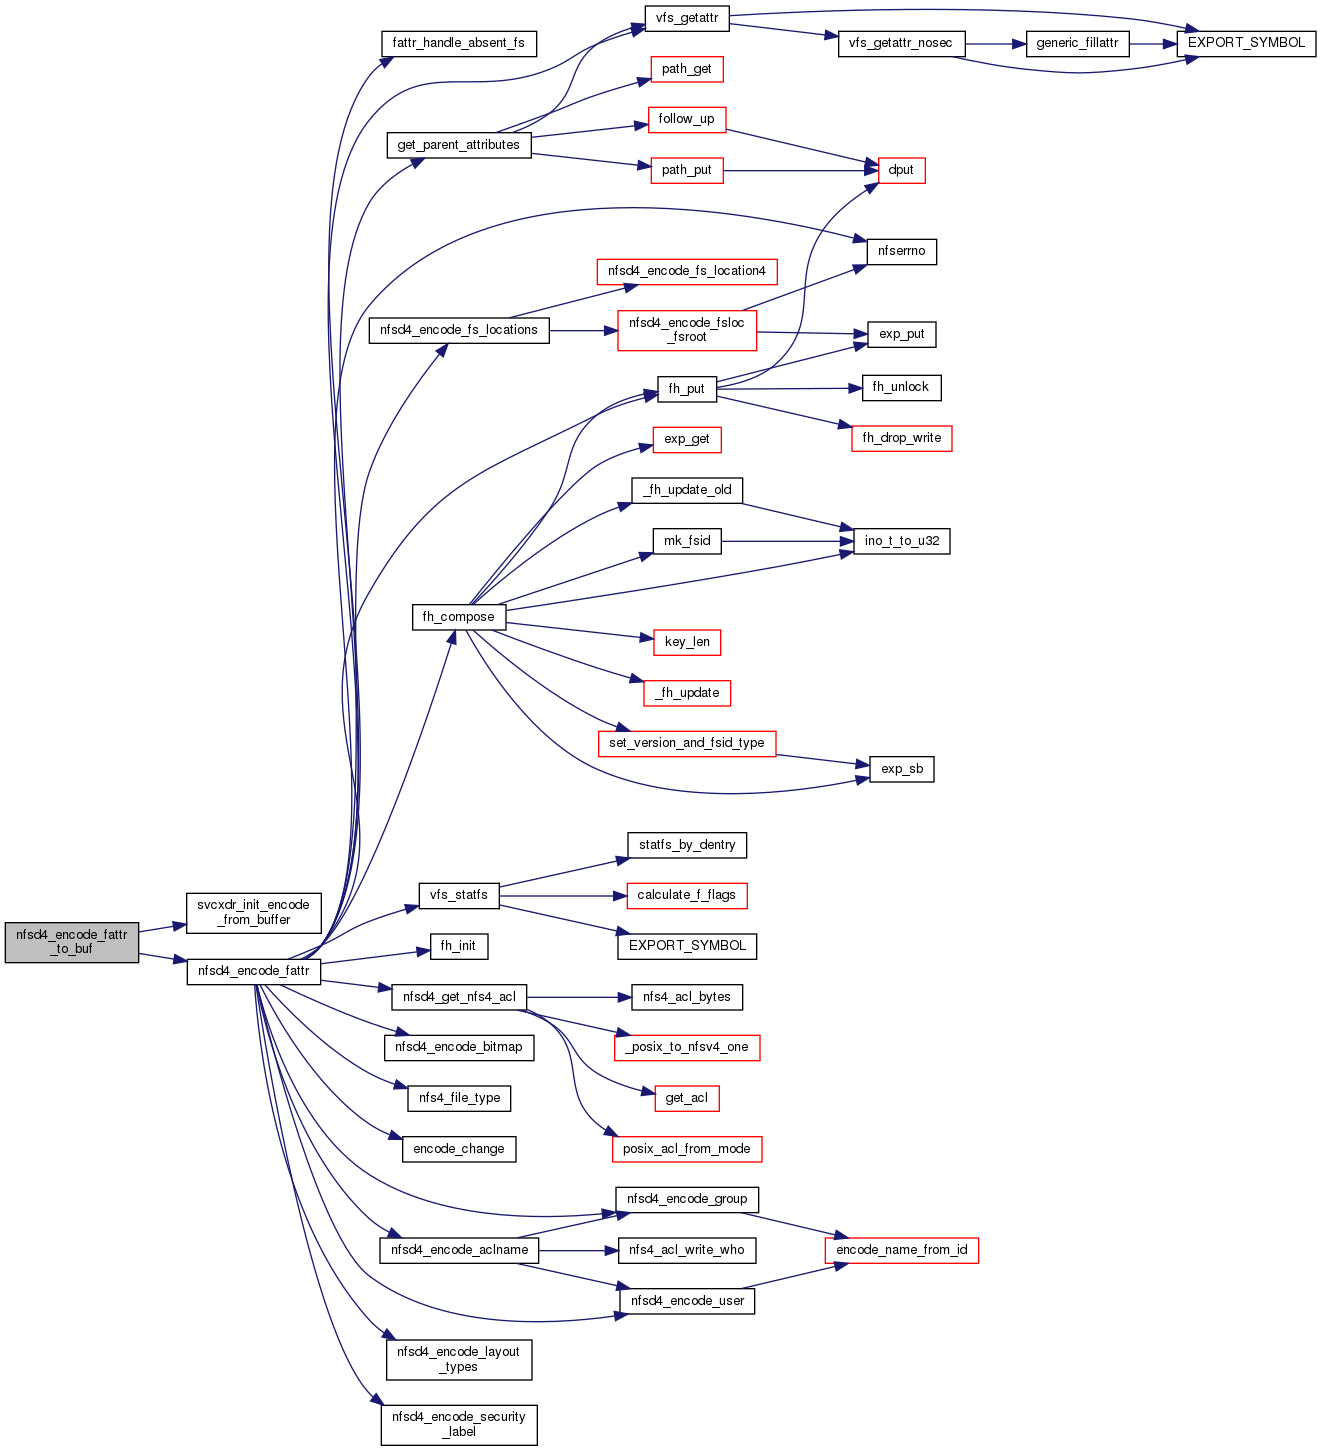 vfs_getattr
fattr_handle_absent_fs
vfs_getattr_nosec
generic_fillattr
EXPORT_SYMBOL
path_get
follow_up
get_parent_attributes
path_put
dput
nfserrno
nfsd4_encode_fs_location4
nfsd4_encode_fs_locations
nfsd4_encode_fsloc
_fsroot
exp_put
fh_put
fh_unlock
exp_get
fh_drop_write
_fh_update_old
mk_fsid
ino_t_to_u32
fh_compose
key_len
_fh_update
set_version_and_fsid_type
exp_sb
statfs_by_dentry
vfs_statfs
calculate_f_flags
svcxdr_init_encode
_from_buffer
nfsd4_encode_fattr
_to_buf
fh_init
EXPORT_SYMBOL
nfsd4_encode_fattr
nfsd4_get_nfs4_acl
nfs4_acl_bytes
nfsd4_encode_bitmap
_posix_to_nfsv4_one
nfs4_file_type
get_acl
encode_change
posix_acl_from_mode
nfsd4_encode_group
nfsd4_encode_aclname
nfs4_acl_write_who
encode_name_from_id
nfsd4_encode_user
nfsd4_encode_layout
_types
nfsd4_encode_security
_label